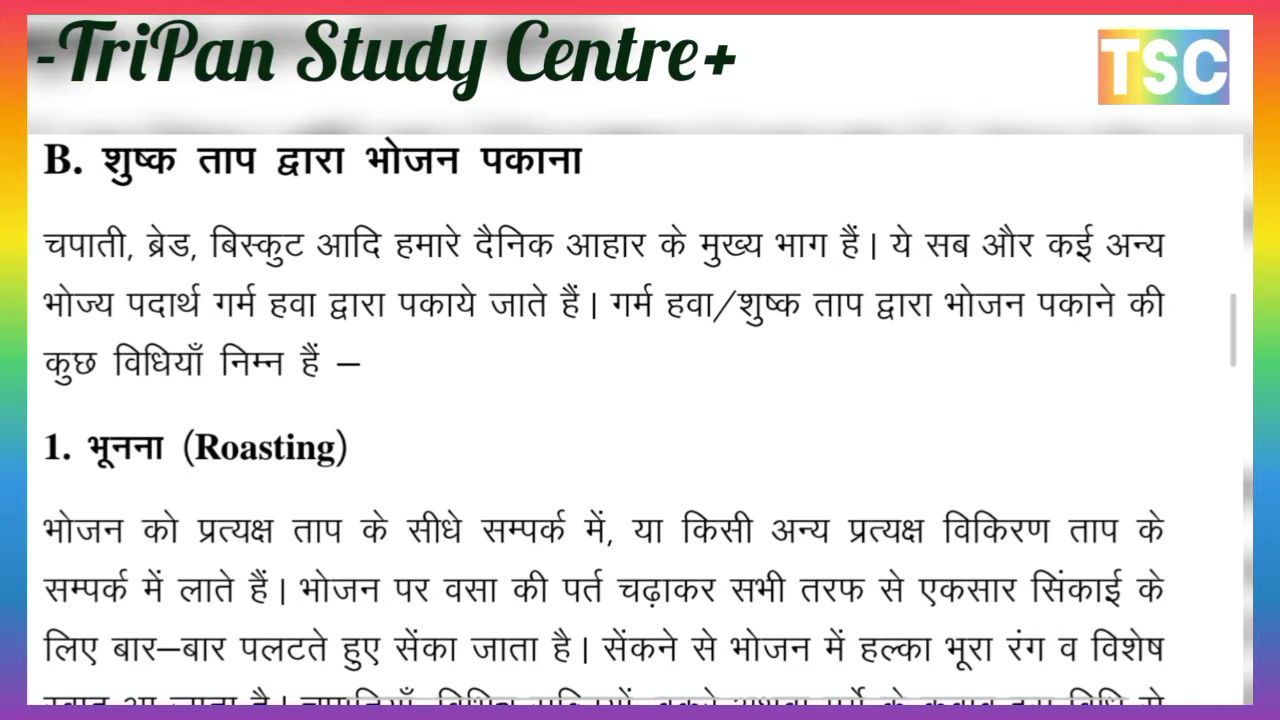 -TriPan Study Centre+
TSC
B. शुष्क ताप द्वारा भोजन पकाना
चपाती, ब्रेड, बिस्कुट आदि हमारे दैनिक आहार के मुख्य भाग हैं। ये सब और कई अन्य
भोज्य पदार्थ गर्म हवा द्वारा पकाये जाते हैं। गर्म हवा/शुष्क ताप द्वारा भोजन पकाने की
कुछ विधियाँ निम्न हैं –
1. भूनना (Roasting)
भोजन को प्रत्यक्ष ताप के सीधे सम्पर्क में, या किसी अन्य प्रत्यक्ष विकिरण ताप के
सम्पर्क में लाते हैं। भोजन पर वसा की पर्त चढ़ाकर सभी तरफ से एकसार सिंकाई के
लिए बार–बार पलटते हुए सेंका जाता है। सेंकने से भोजन में हल्का भूरा रंग व विशेष